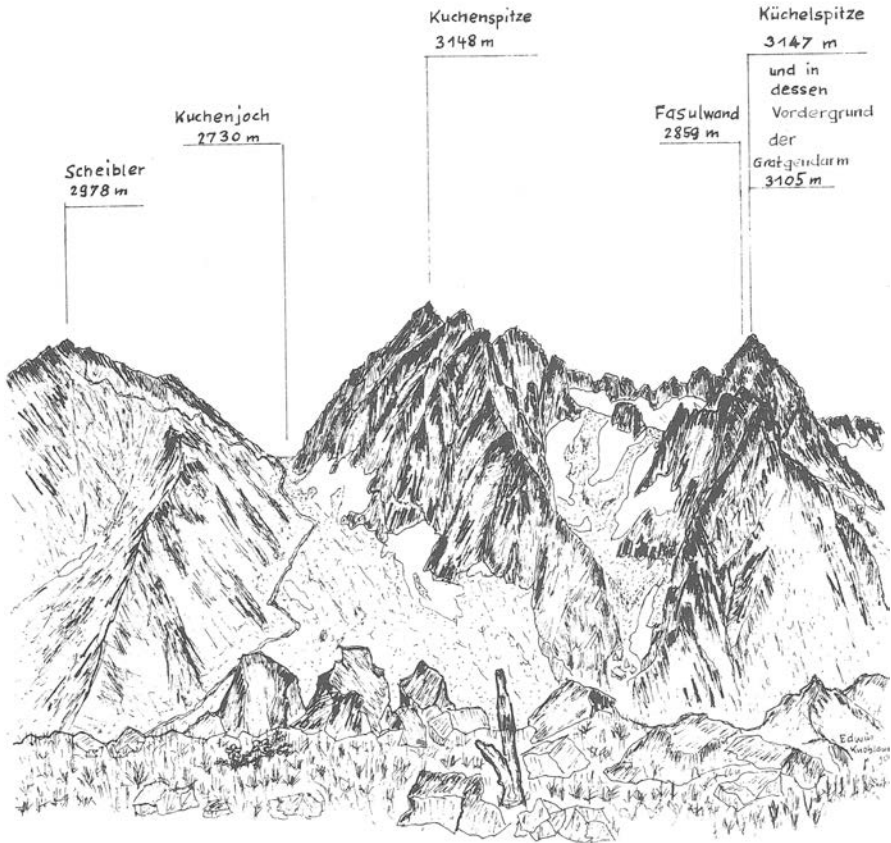 Kuchenspitze
3148 m
Küchelspitze
3147 m
und in
dessen
Vordergrund
der
Gratgendarm
3105 m
Kuchenjoch
2730 m
Fasulwand
2859 m
Scheibler
2978 m